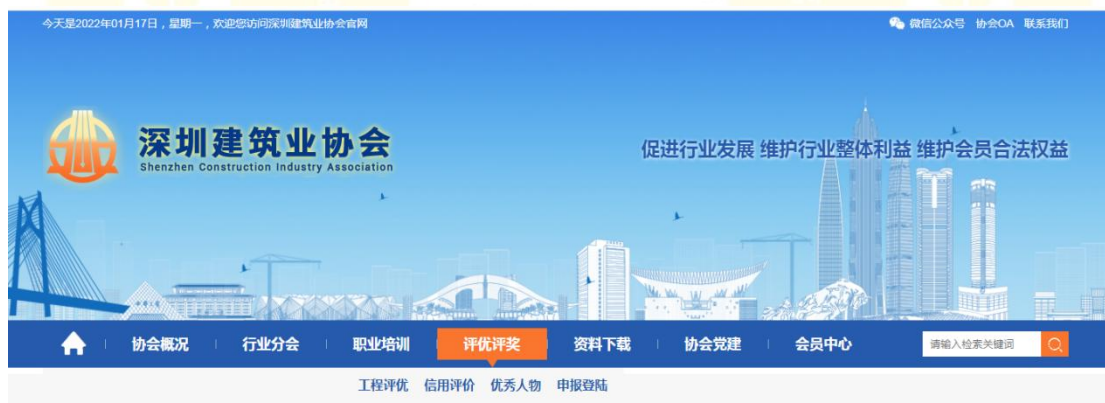 今天是2022年01月17日，星期一，欢迎您访问深圳建筑业协会官网
微信公众号 协会OA 联系我们
深圳建筑业协会
Shenzhen Construction Industry Association
促进行业发展 维护行业整体利益 维护会员合法权益
协会概况 行业分会 职业培训 评优评奖 资料下载 协会党建 会员中心 请输入检索关键词
工程评优 信用评价 优秀人物 申报登陆